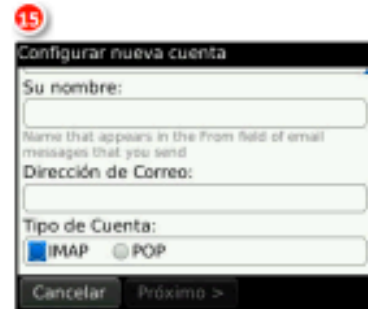 15
Configurar nueva cuenta
Su nombre:
Name that appears in the From field of email
messages that you send
Dirección de Correo:
Tipo de Cuenta:
IMAP POP
Cancelar Próximo >